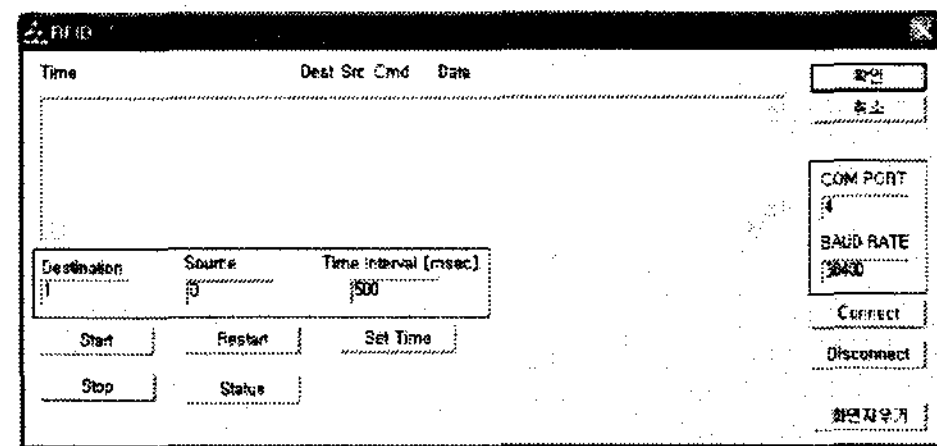 RFID
Time Dest Src Cmd Data
확인
취소
COM PORT
4
BAUD RATE
38400
Destination Source Time Interval [msec]
1 0 500
Connect
Start Restart Set Time
Disconnect
Stop Status
화면지우기